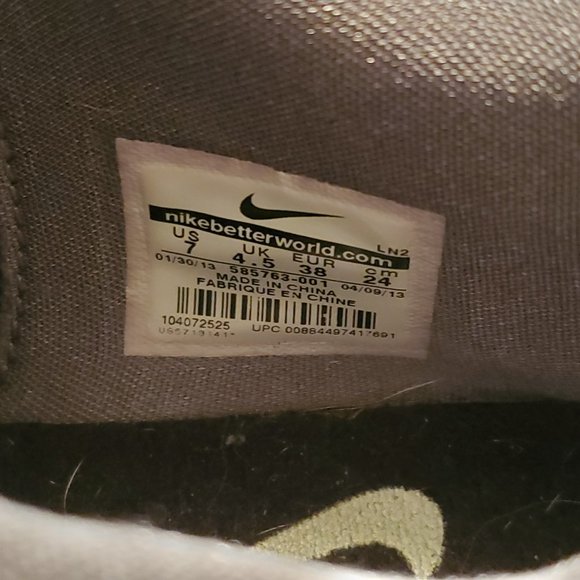 nikebetterworld.com
LN2
US UK EUR cm
7 4.5 38 24
01/30/13 585763-001 04/09/13
MADE IN CHINA
FABRIQUE EN CHINE
104072525 UPC 00884497417691